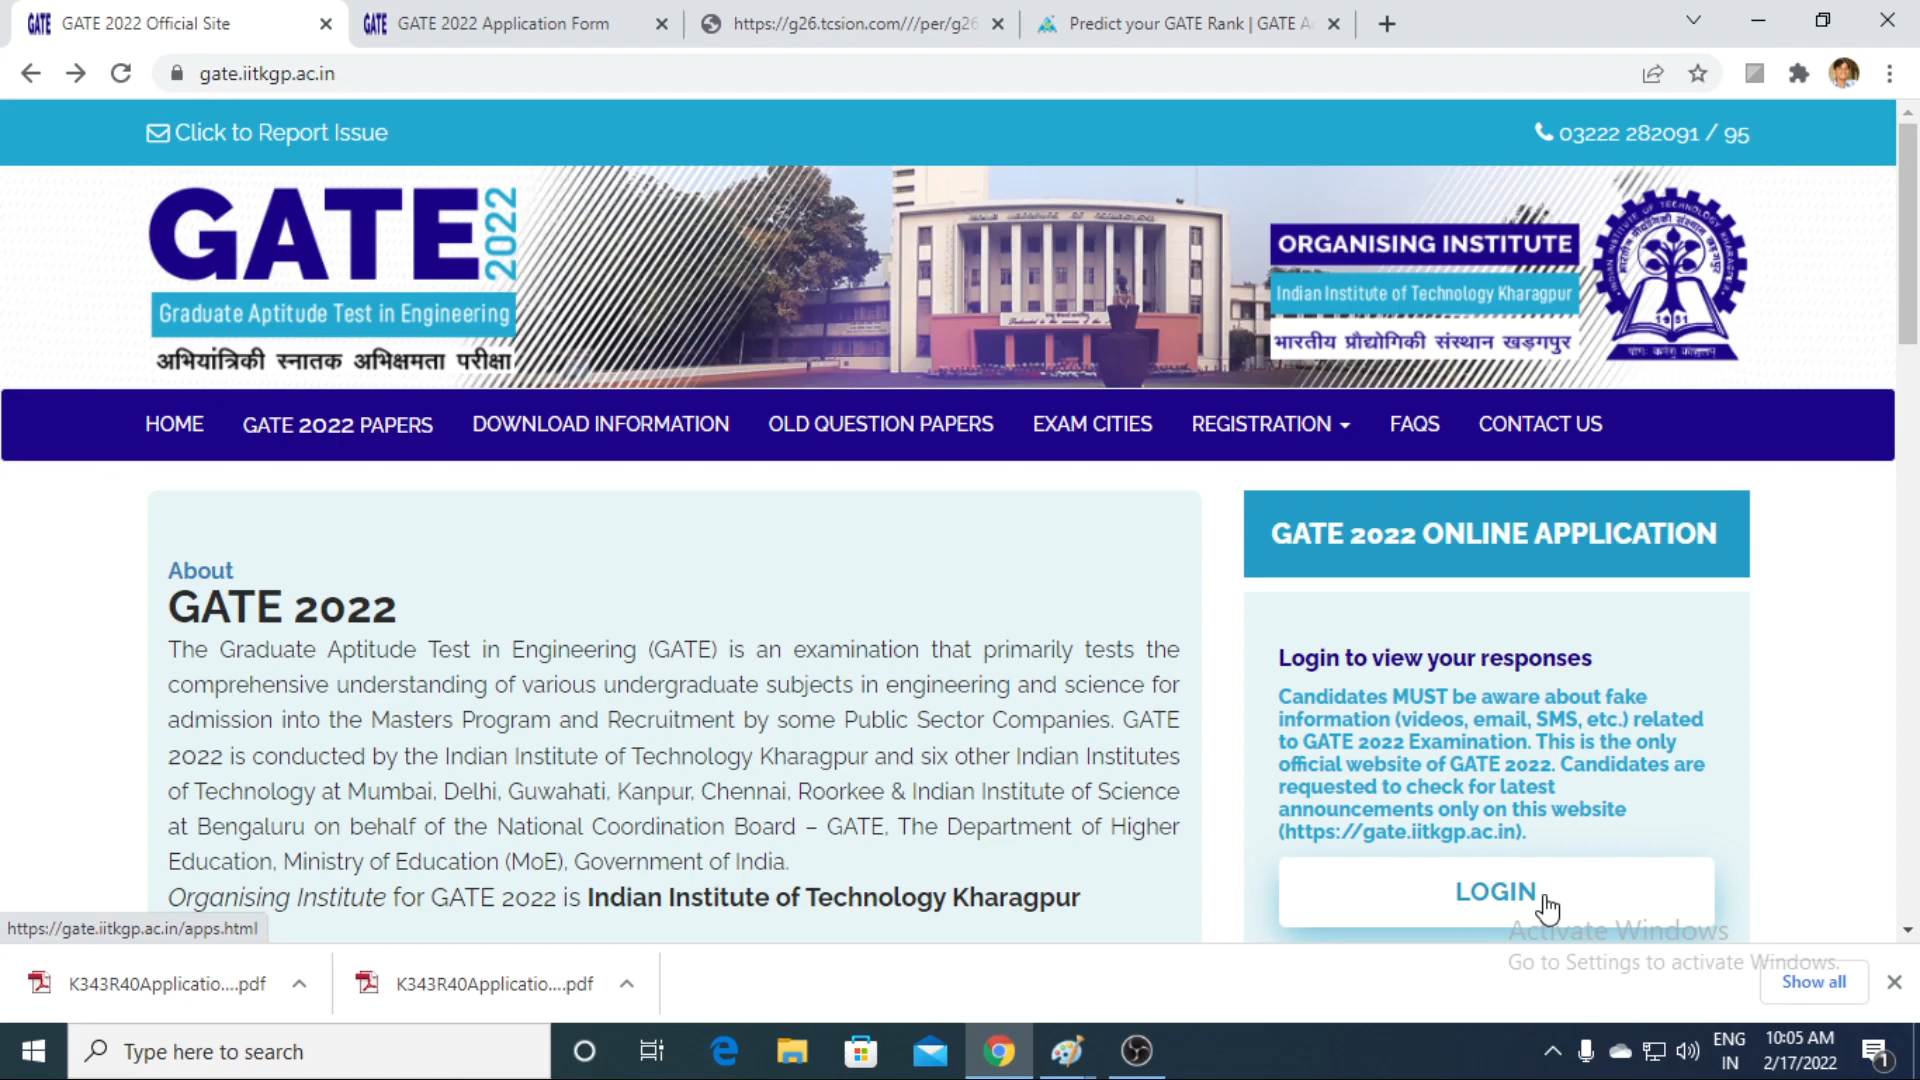 GATE 2022 Official Site
GATE 2022 Application Form
https://g26.tcsion.com///per/g26
Predict your GATE Rank | GATE A
gate.iitkgp.ac.in
Click to Report Issue
03222 282091 / 95
GATE 2022
Graduate Aptitude Test in Engineering
अभियांत्रिकी स्नातक अभिक्षमता परीक्षा
ORGANISING INSTITUTE
Indian Institute of Technology Kharagpur
भारतीय प्रौद्योगिकी संस्थान खड़गपुर
1951
HOME
GATE 2022 PAPERS
DOWNLOAD INFORMATION
OLD QUESTION PAPERS
EXAM CITIES
REGISTRATION
FAQS
CONTACT US
About
GATE 2022
The Graduate Aptitude Test in Engineering (GATE) is an examination that primarily tests the
comprehensive understanding of various undergraduate subjects in engineering and science for
admission into the Masters Program and Recruitment by some Public Sector Companies. GATE
2022 is conducted by the Indian Institute of Technology Kharagpur and six other Indian Institutes
of Technology at Mumbai, Delhi, Guwahati, Kanpur, Chennai, Roorkee & Indian Institute of Science
at Bengaluru on behalf of the National Coordination Board – GATE, The Department of Higher
Education, Ministry of Education (MoE), Government of India.
Organising Institute for GATE 2022 is Indian Institute of Technology Kharagpur
GATE 2022 ONLINE APPLICATION
Login to view your responses
Candidates MUST be aware about fake
information (videos, email, SMS, etc.) related
to GATE 2022 Examination. This is the only
official website of GATE 2022. Candidates are
requested to check for latest
announcements only on this website
(https://gate.iitkgp.ac.in).
LOGIN
https://gate.iitkgp.ac.in/apps.html
Activate Windows
Go to Settings to activate Windows.
K343R40Applicatio....pdf
K343R40Applicatio....pdf
Show all
Type here to search
ENG
IN
10:05 AM
2/17/2022
1